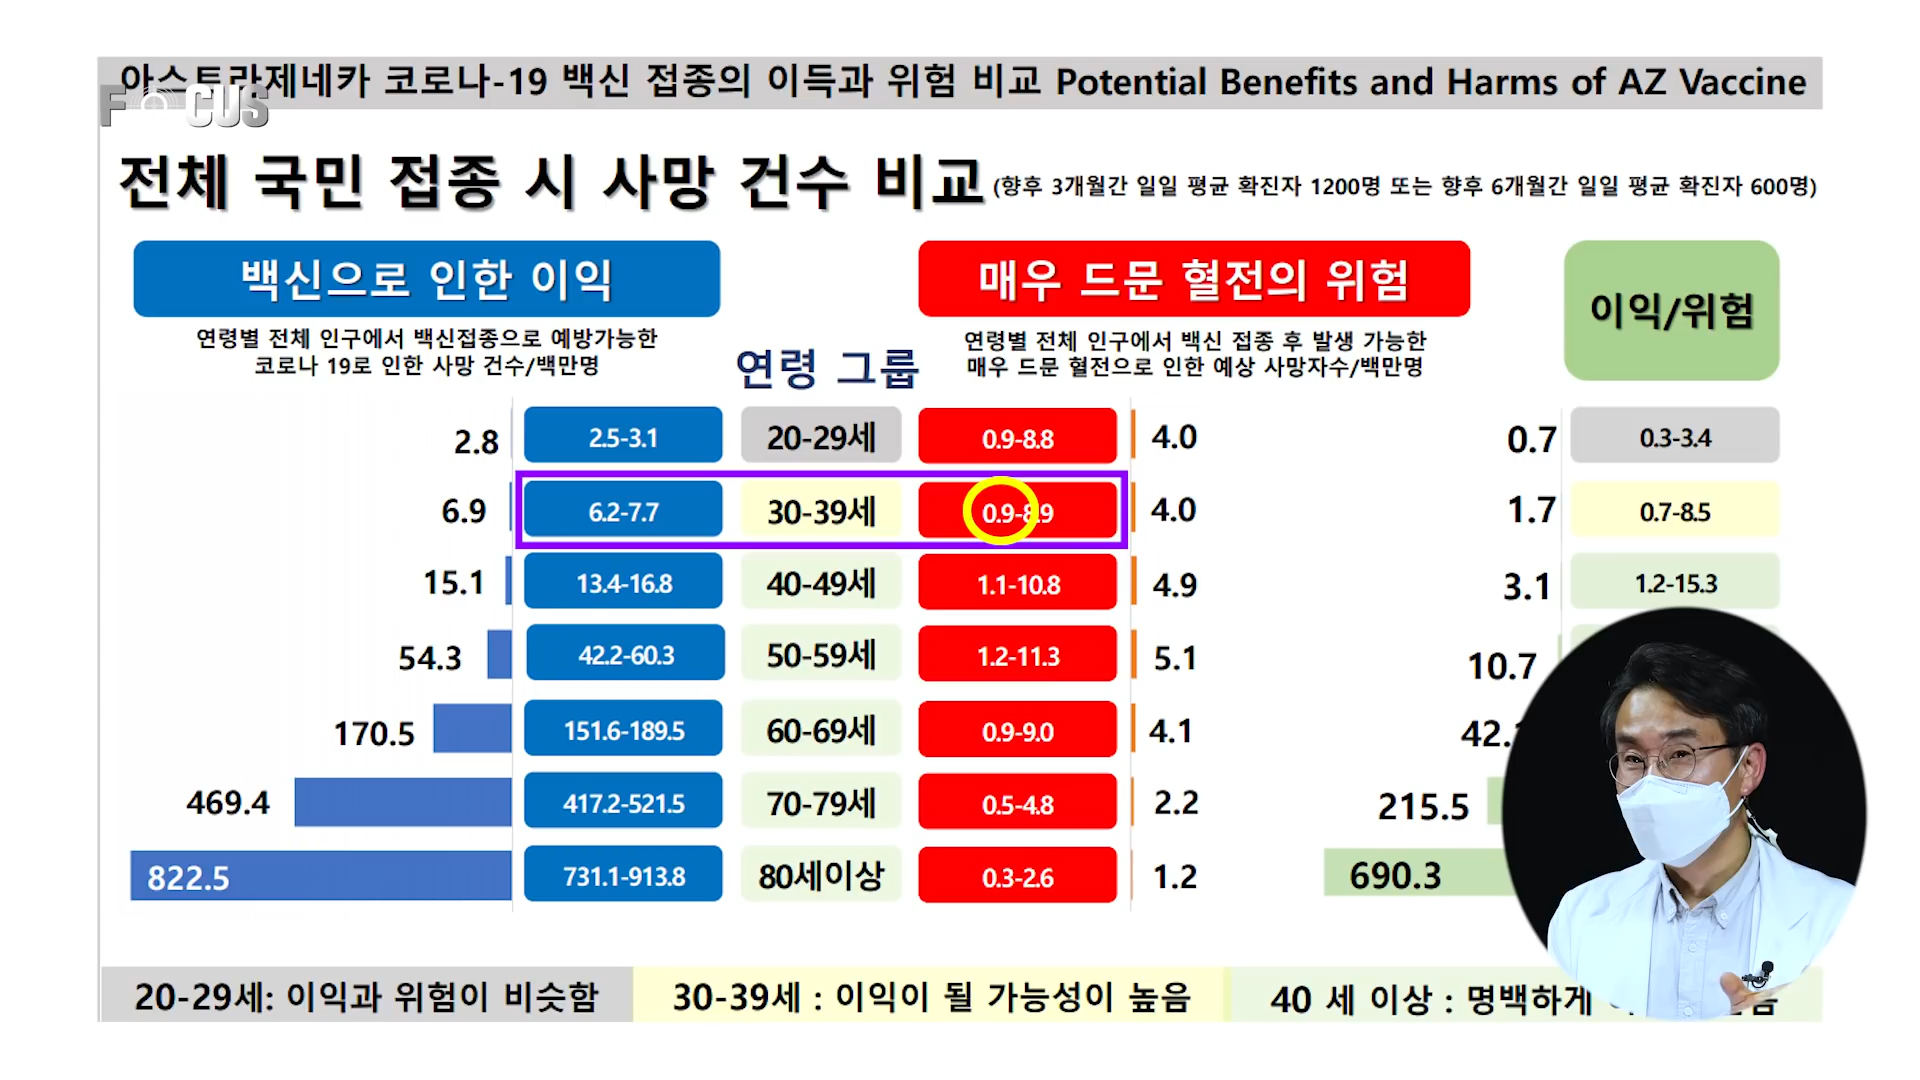 아스트라제네카 코로나-19 백신 접종의 이득과 위험 비교 Potential Benefits and Harms of AZ Vaccine
FOCUS
전체 국민 접종 시 사망 건수 비교 (향후 3개월간 일일 평균 확진자 1200명 또는 향후 6개월간 일일 평균 확진자 600명)
백신으로 인한 이익
매우 드문 혈전의 위험
이익/위험
연령별 전체 인구에서 백신접종으로 예방가능한
코로나 19로 인한 사망 건수/백만명
연령 그룹
연령별 전체 인구에서 백신 접종 후 발생 가능한
매우 드문 혈전으로 인한 예상 사망자수/백만명
2.8 2.5-3.1 20-29세 0.9-8.8 4.0 0.7 0.3-3.4
6.9 6.2-7.7 30-39세 0.9-8.9 4.0 1.7 0.7-8.5
15.1 13.4-16.8 40-49세 1.1-10.8 4.9 3.1 1.2-15.3
54.3 42.2-60.3 50-59세 1.2-11.3 5.1 10.7
170.5 151.6-189.5 60-69세 0.9-9.0 4.1 42.
469.4 417.2-521.5 70-79세 0.5-4.8 2.2 215.5
822.5 731.1-913.8 80세이상 0.3-2.6 1.2 690.3
20-29세: 이익과 위험이 비슷함
30-39세 : 이익이 될 가능성이 높음
40 세 이상 : 명백하게